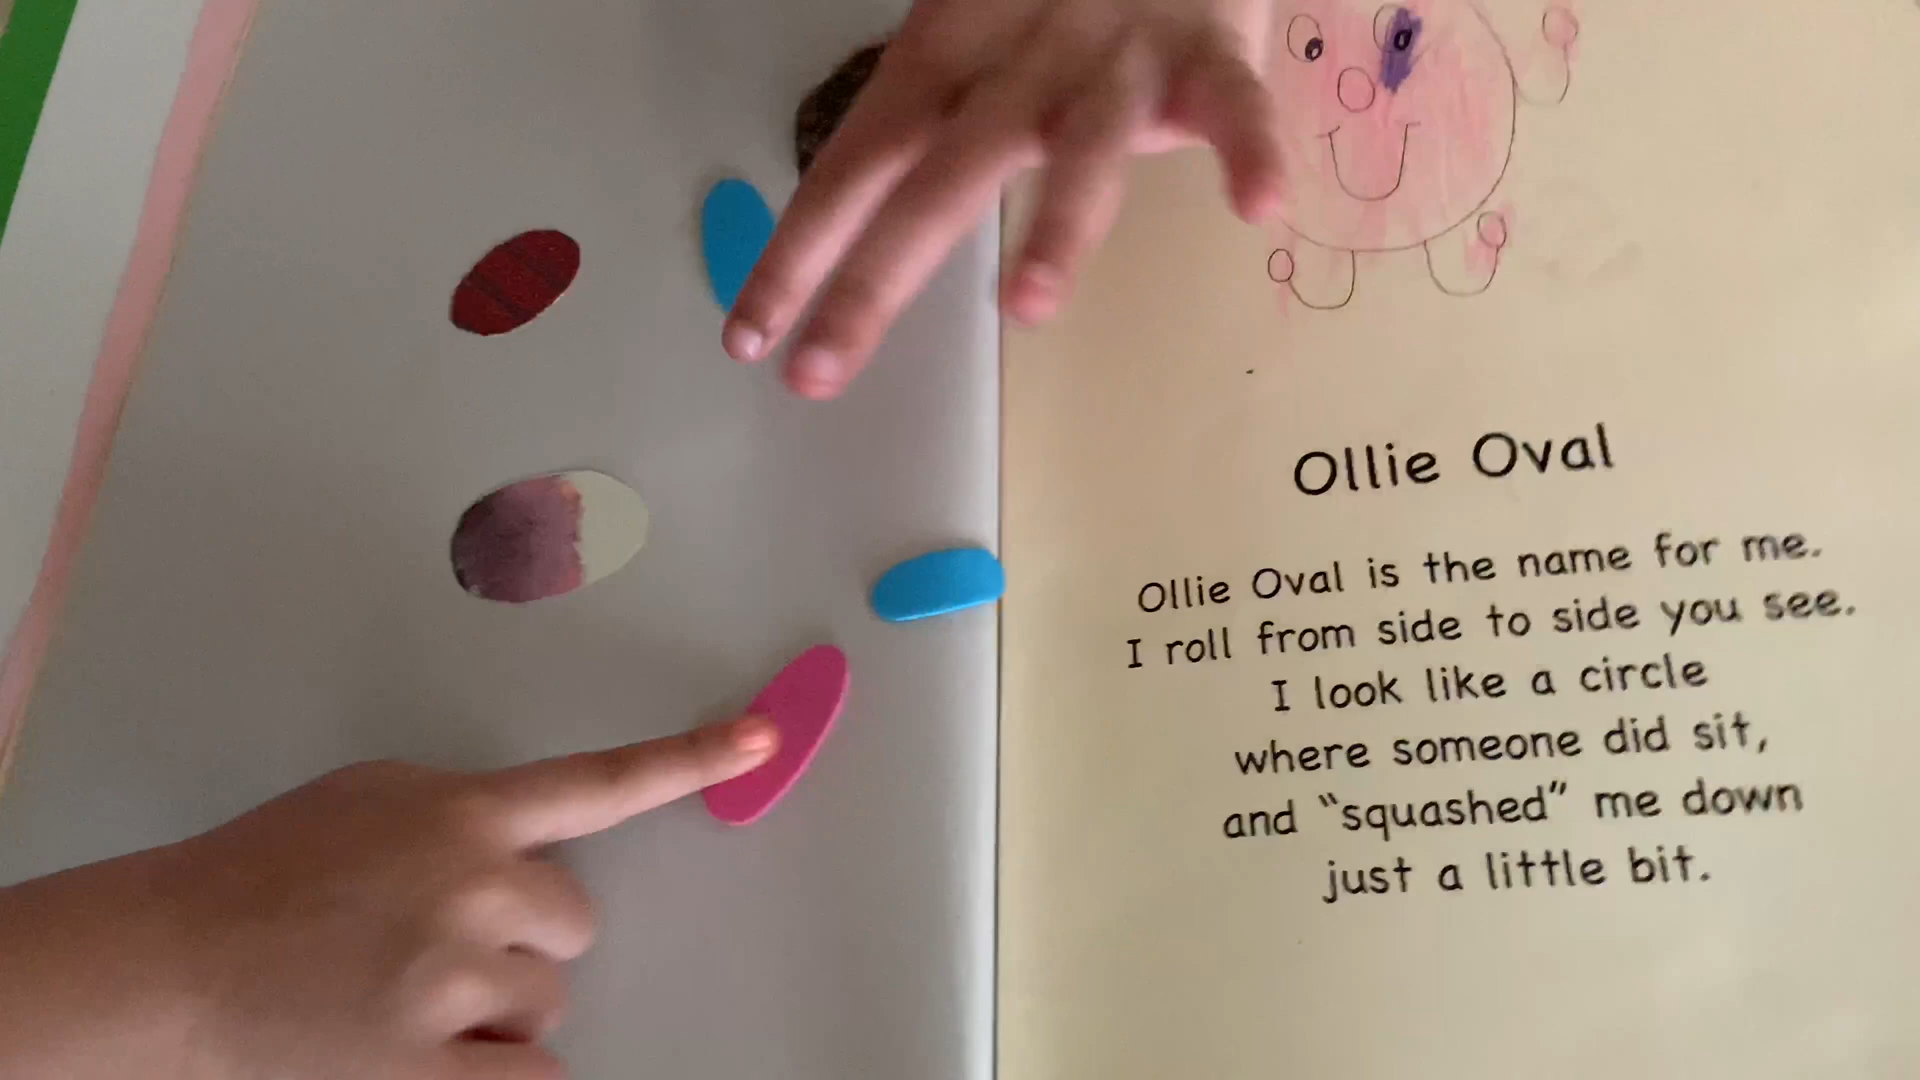 Ollie Oval
Ollie Oval is the name for me.
I roll from side to side you see.
I look like a circle
where someone did sit,
and “squashed” me down
just a little bit.